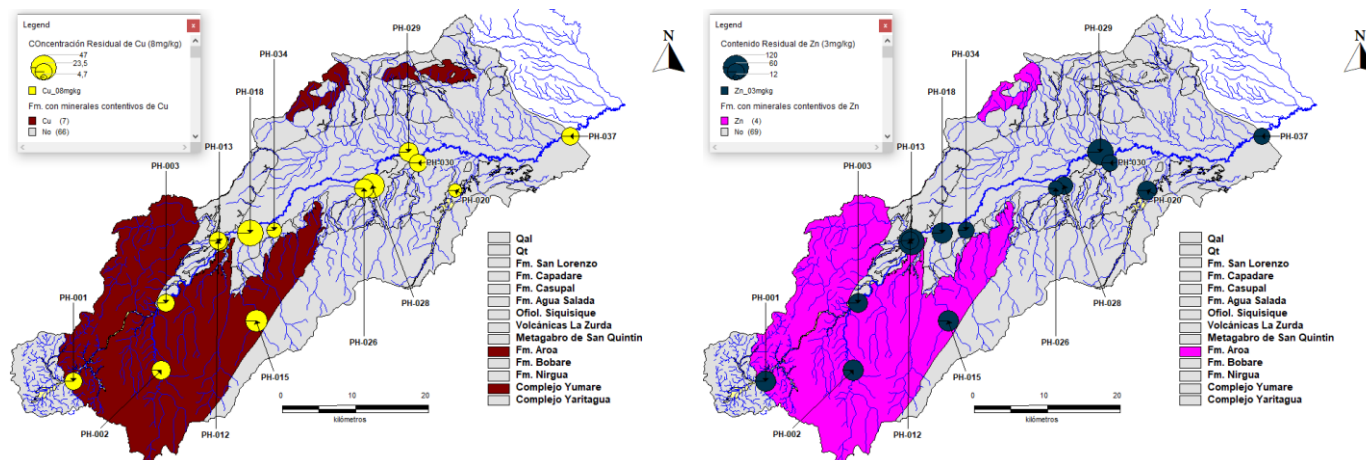 Legend
x
COncentración Residual de Cu (8mg/kg)
47
23,5
4,7
Cu_08mgkg
Fm. con minerales contentivos de Cu
Cu (7)
No (66)
PH-029
PH-034
PH-018
PH-013
PH-003
PH-037
PH-030
PH-020
PH-028
PH-026
PH-001
PH-015
PH-002
PH-012
N
0 10 20
kilómetros
Qal
Qt
Fm. San Lorenzo
Fm. Capadare
Fm. Casupal
Fm. Agua Salada
Ofiol. Siquisique
Volcánicas La Zurda
Metagabro de San Quintin
Fm. Aroa
Fm. Bobare
Fm. Nirgua
Complejo Yumare
Complejo Yaritagua
Legend
x
Contenido Residual de Zn (3mg/kg)
120
60
12
Zn_03mgkg
Fm. con minerales contentivos de Zn
Zn (4)
No (69)
PH-029
PH-034
PH-018
PH-013
PH-003
PH-037
PH-030
PH-020
PH-028
PH-026
PH-001
PH-015
PH-002
PH-012
N
0 10 20
kilómetros
Qal
Qt
Fm. San Lorenzo
Fm. Capadare
Fm. Casupal
Fm. Agua Salada
Ofiol. Siquisique
Volcánicas La Zurda
Metagabro de San Quintin
Fm. Aroa
Fm. Bobare
Fm. Nirgua
Complejo Yumare
Complejo Yaritagua